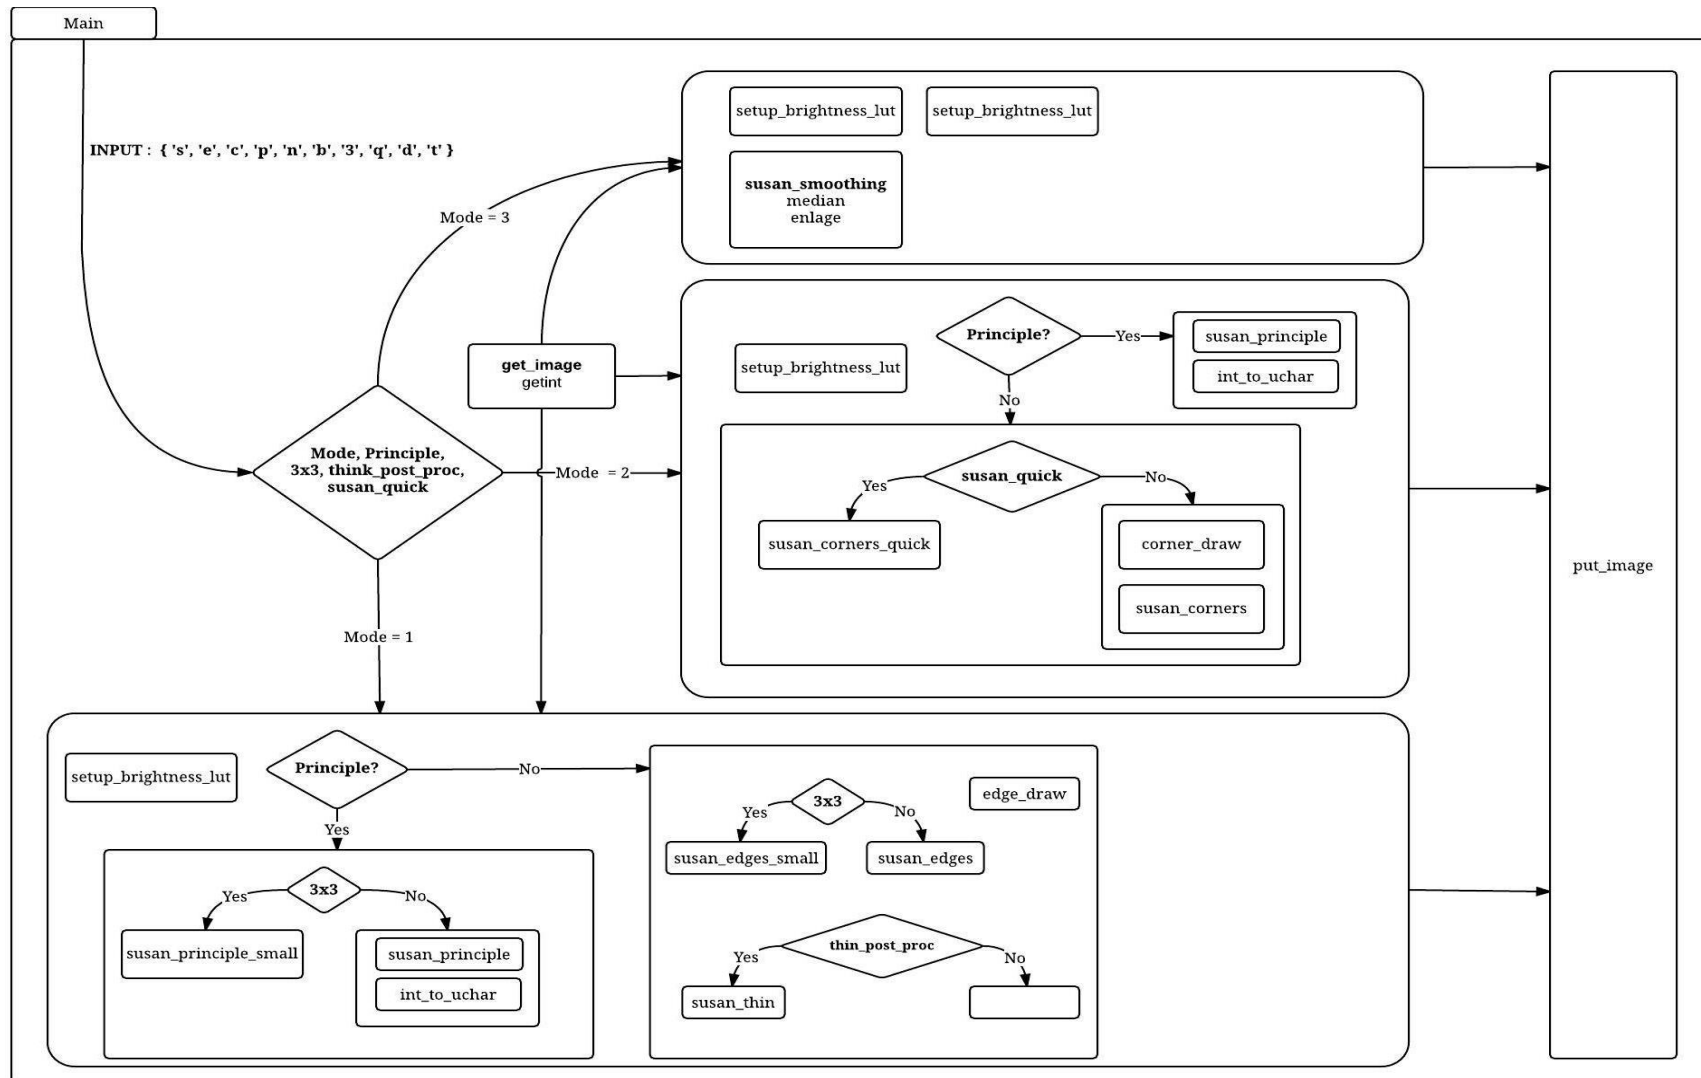 Main
INPUT :  { 's', 'e', 'c', 'p', 'n', 'b', '3', 'q', 'd', 't' }
setup_brightness_lut
setup_brightness_lut
susan_smoothing
median
enlage
Mode = 3
get_image
getint
Mode, Principle,
3x3, think_post_proc,
susan_quick
Mode  = 2
Mode = 1
setup_brightness_lut
Principle?
Yes
susan_principle
int_to_uchar
No
susan_quick
Yes
No
susan_corners_quick
corner_draw
susan_corners
put_image
setup_brightness_lut
Principle?
No
Yes
3x3
Yes
No
susan_principle_small
susan_principle
int_to_uchar
3x3
Yes
No
edge_draw
susan_edges_small
susan_edges
thin_post_proc
Yes
No
susan_thin